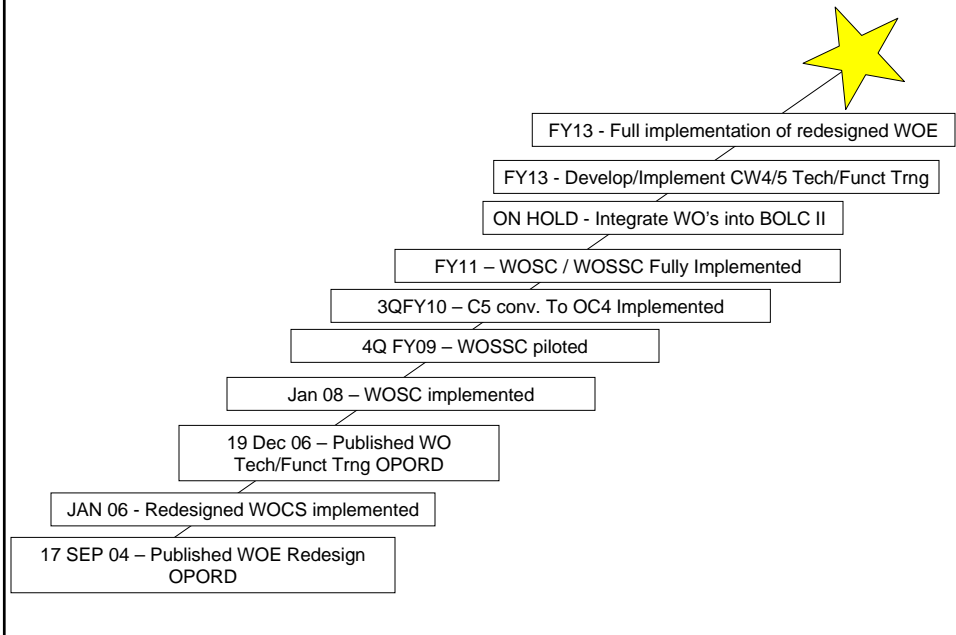 FY13 - Full implementation of redesigned WOE
FY13 - Develop/Implement CW4/5 Tech/Funct Trng
ON HOLD - Integrate WO's into BOLC II
FY11 – WOSC / WOSSC Fully Implemented
3QFY10 – C5 conv. To OC4 Implemented
4Q FY09 – WOSSC piloted
Jan 08 – WOSC implemented
19 Dec 06 – Published WO
Tech/Funct Trng OPORD
JAN 06 - Redesigned WOCS implemented
17 SEP 04 – Published WOE Redesign
OPORD